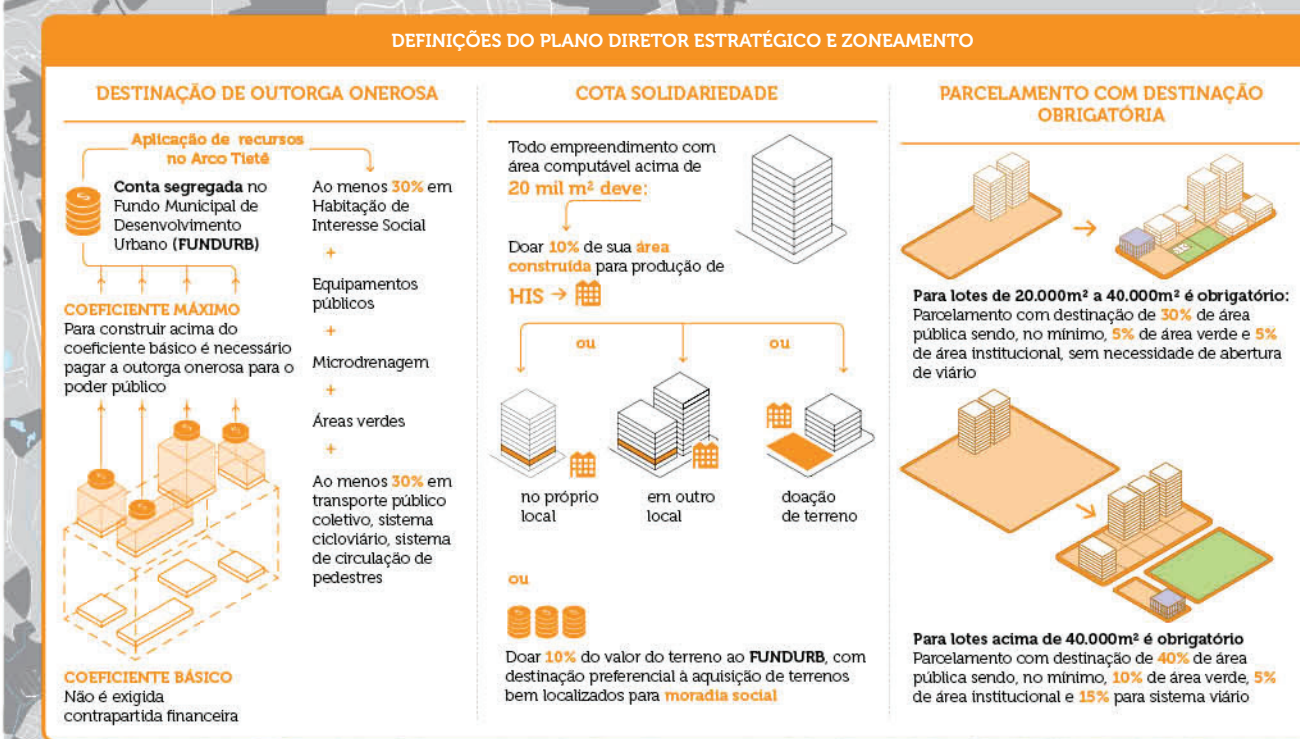 DEFINIÇÕES DO PLANO DIRETOR ESTRATÉGICO E ZONEAMENTO
DESTINAÇÃO DE OUTORGA ONEROSA
Aplicação de recursos
no Arco Tietê
Conta segregada no
Fundo Municipal de
Desenvolvimento
Urbano (FUNDURB)
COEFICIENTE MÁXIMO
Para construir acima do
coeficiente básico é necessário
pagar a outorga onerosa para o
poder público
COEFICIENTE BÁSICO
Não é exigida
contrapartida financeira
Ao menos 30% em
Habitação de
Interesse Social
+
Equipamentos
públicos
+
Microdrenagem
+
Áreas verdes
+
Ao menos 30% em
transporte público
coletivo, sistema
cicloviário, sistema
de circulação de
pedestres
COTA SOLIDARIEDADE
Todo empreendimento com
área computável acima de
20 mil m² deve:
Doar 10% de sua área
construída para produção de
HIS
ou
ou
no próprio
local
em outro
local
doação
de terreno
ou
Doar 10% do valor do terreno ao FUNDURB, com
destinação preferencial à aquisição de terrenos
bem localizados para moradia social
PARCELAMENTO COM DESTINAÇÃO
OBRIGATÓRIA
Para lotes de 20.000m² a 40.000m² é obrigatório:
Parcelamento com destinação de 30% de área
pública sendo, no mínimo, 5% de área verde e 5%
de área institucional, sem necessidade de abertura
de viário
Para lotes acima de 40.000m² é obrigatório
Parcelamento com destinação de 40% de área
pública sendo, no mínimo, 10% de área verde, 5%
de área institucional e 15% para sistema viário